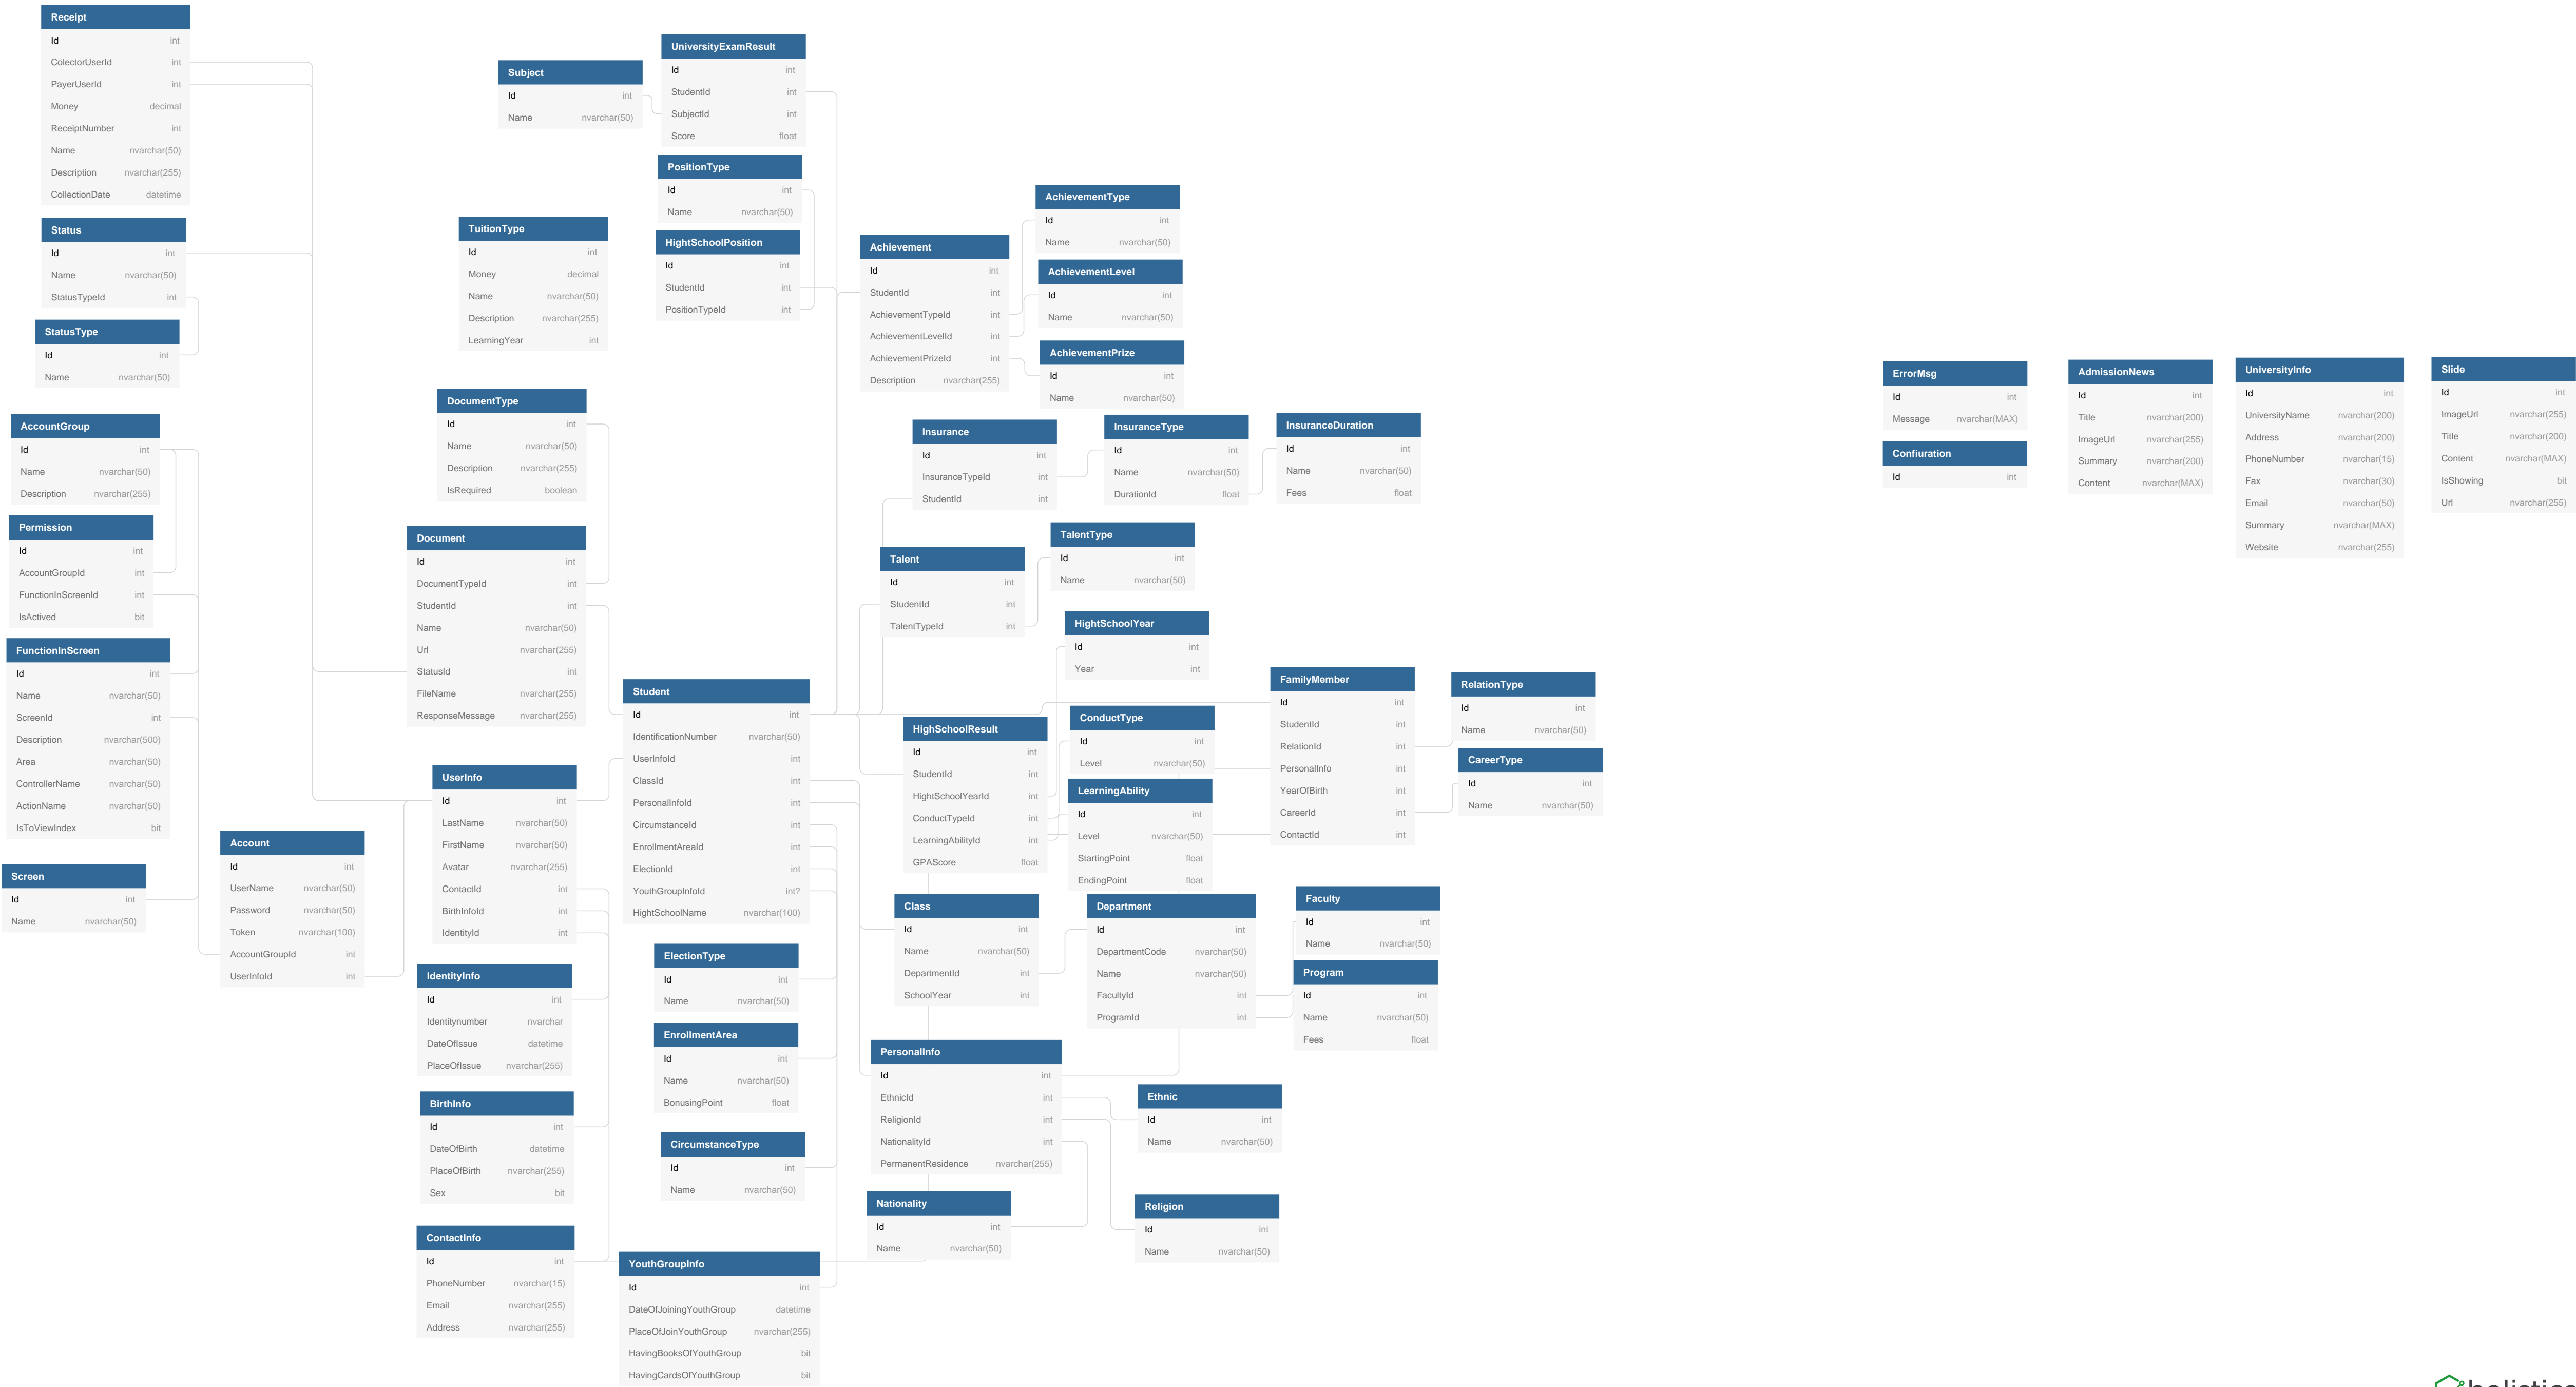 Receipt
Id int
ColectorUserId int
PayerUserId int
Money decimal
ReceiptNumber int
Name nvarchar(50)
Description nvarchar(255)
CollectionDate datetime
Status
Id int
Name nvarchar(50)
StatusTypeId int
StatusType
Id int
Name nvarchar(50)
AccountGroup
Id int
Name nvarchar(50)
Description nvarchar(255)
Permission
Id int
AccountGroupId int
FunctionInScreenId int
IsActived bit
FunctionInScreen
Id int
Name nvarchar(50)
ScreenId int
Description nvarchar(500)
Area nvarchar(50)
ControllerName nvarchar(50)
ActionName nvarchar(50)
IsToViewIndex bit
Screen
Id int
Name nvarchar(50)
Account
Id int
UserName nvarchar(50)
Password nvarchar(50)
Token nvarchar(100)
AccountGroupId int
UserInfoId int
Subject
Id int
Name nvarchar(50)
TuitionType
Id int
Money decimal
Name nvarchar(50)
Description nvarchar(255)
LearningYear int
DocumentType
Id int
Name nvarchar(50)
Description nvarchar(255)
IsRequired boolean
Document
Id int
DocumentTypeId int
StudentId int
Name nvarchar(50)
Url nvarchar(255)
StatusId int
FileName nvarchar(255)
ResponseMessage nvarchar(255)
UserInfo
Id int
LastName nvarchar(50)
FirstName nvarchar(50)
Avatar nvarchar(255)
ContactId int
BirthInfoId int
IdentityId int
IdentityInfo
Id int
Identitynumber nvarchar
DateOfIssue datetime
PlaceOfIssue nvarchar(255)
BirthInfo
Id int
DateOfBirth datetime
PlaceOfBirth nvarchar(255)
Sex bit
ContactInfo
Id int
PhoneNumber nvarchar(15)
Email nvarchar(255)
Address nvarchar(255)
UniversityExamResult
Id int
StudentId int
SubjectId int
Score float
PositionType
Id int
Name nvarchar(50)
HightSchoolPosition
Id int
StudentId int
PositionTypeId int
Student
Id int
IdentificationNumber nvarchar(50)
UserInfoId int
ClassId int
PersonalInfoId int
CircumstanceId int
EnrollmentAreaId int
ElectionId int
YouthGroupInfoId int?
HightSchoolName nvarchar(100)
ElectionType
Id int
Name nvarchar(50)
EnrollmentArea
Id int
Name nvarchar(50)
BonusingPoint float
CircumstanceType
Id int
Name nvarchar(50)
YouthGroupInfo
Id int
DateOfJoiningYouthGroup datetime
PlaceOfJoinYouthGroup nvarchar(255)
HavingBooksOfYouthGroup bit
HavingCardsOfYouthGroup bit
Achievement
Id int
StudentId int
AchievementTypeId int
AchievementLevelId int
AchievementPrizeId int
Description nvarchar(255)
AchievementType
Id int
Name nvarchar(50)
AchievementLevel
Id int
Name nvarchar(50)
AchievementPrize
Id int
Name nvarchar(50)
Insurance
Id int
InsuranceTypeId int
StudentId int
InsuranceType
Id int
Name nvarchar(50)
DurationId float
InsuranceDuration
Id int
Name nvarchar(50)
Fees float
Talent
Id int
StudentId int
TalentTypeId int
TalentType
Id int
Name nvarchar(50)
HightSchoolYear
Id int
Year int
HighSchoolResult
Id int
StudentId int
HightSchoolYearId int
ConductTypeId int
LearningAbilityId int
GPAScore float
ConductType
Id int
Level nvarchar(50)
LearningAbility
Id int
Level nvarchar(50)
StartingPoint float
EndingPoint float
FamilyMember
Id int
StudentId int
RelationId int
PersonalInfo int
YearOfBirth int
CareerId int
ContactId int
RelationType
Id int
Name nvarchar(50)
CareerType
Id int
Name nvarchar(50)
Class
Id int
Name nvarchar(50)
DepartmentId int
SchoolYear int
Department
Id int
DepartmentCode nvarchar(50)
Name nvarchar(50)
FacultyId int
ProgramId int
Faculty
Id int
Name nvarchar(50)
Program
Id int
Name nvarchar(50)
Fees float
PersonalInfo
Id int
EthnicId int
ReligionId int
NationalityId int
PermanentResidence nvarchar(255)
Ethnic
Id int
Name nvarchar(50)
Nationality
Id int
Name nvarchar(50)
Religion
Id int
Name nvarchar(50)
ErrorMsg
Id int
Message nvarchar(MAX)
Confiuration
Id int
AdmissionNews
Id int
Title nvarchar(200)
ImageUrl nvarchar(255)
Summary nvarchar(200)
Content nvarchar(MAX)
UniversityInfo
Id int
UniversityName nvarchar(200)
Address nvarchar(200)
PhoneNumber nvarchar(15)
Fax nvarchar(30)
Email nvarchar(50)
Summary nvarchar(MAX)
Website nvarchar(255)
Slide
Id int
ImageUrl nvarchar(255)
Title nvarchar(200)
Content nvarchar(MAX)
IsShowing bit
Url nvarchar(255)
holistics